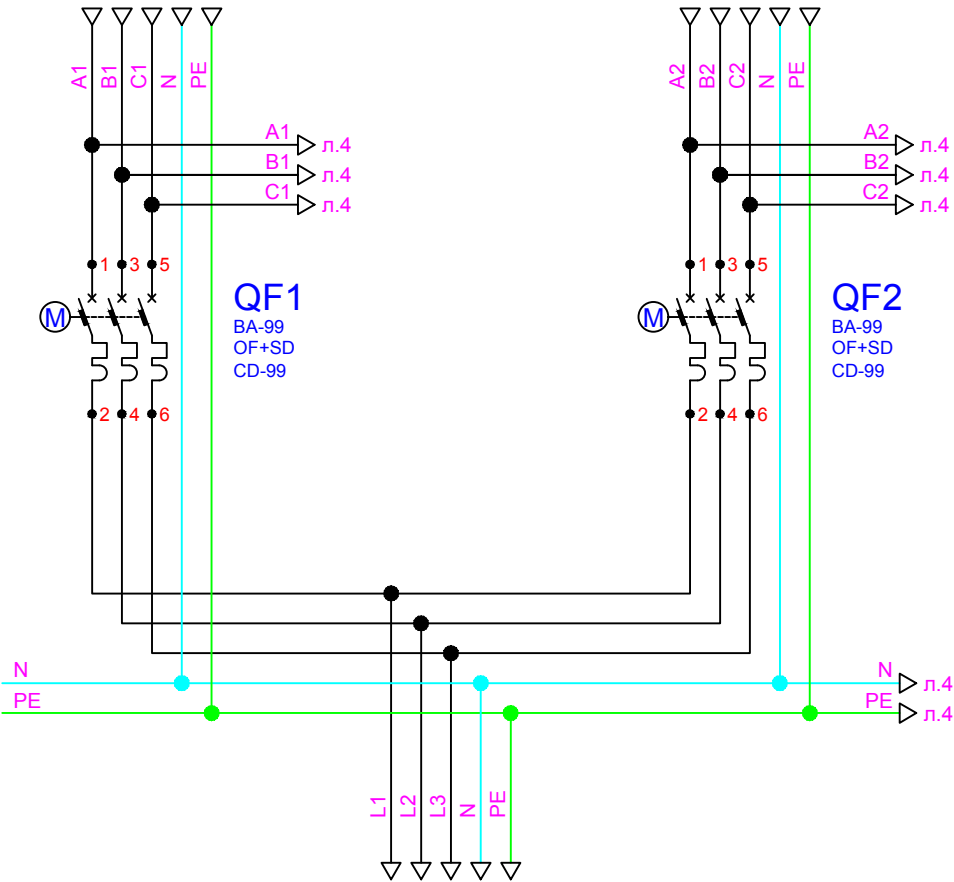 A1
B1
C1
N
PE
A2
B2
C2
N
PE
A1 л.4
B1 л.4
C1 л.4
A2 л.4
B2 л.4
C2 л.4
1 3 5
M
QF1
BA-99
OF+SD
CD-99
2 4 6
1 3 5
M
QF2
BA-99
OF+SD
CD-99
2 4 6
N
PE
N л.4
PE л.4
L1
L2
L3
N
PE